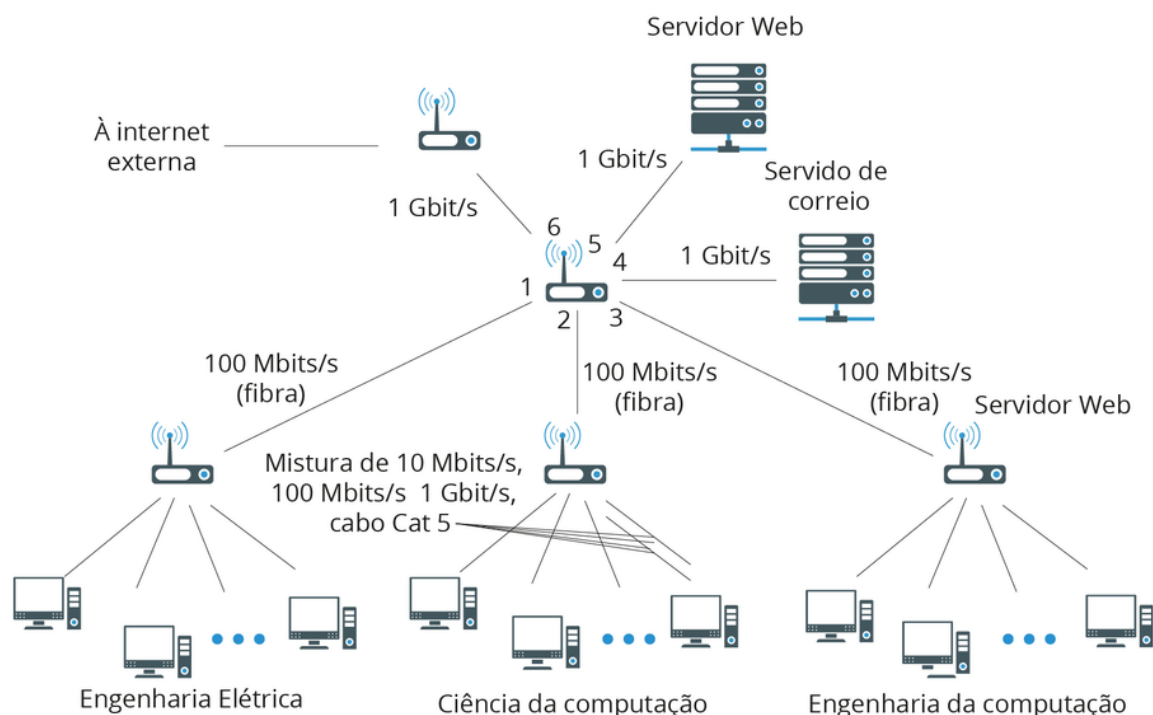 Servidor Web
À internet
externa
1 Gbit/s
Servido de
correio
1 Gbit/s
6
5
4
1 Gbit/s
1
2
3
100 Mbits/s
(fibra)
100 Mbits/s
(fibra)
100 Mbits/s
(fibra)
Servidor Web
Mistura de 10 Mbits/s,
100 Mbits/s 1 Gbit/s,
cabo Cat 5
Engenharia Elétrica
Ciência da computação
Engenharia da computação